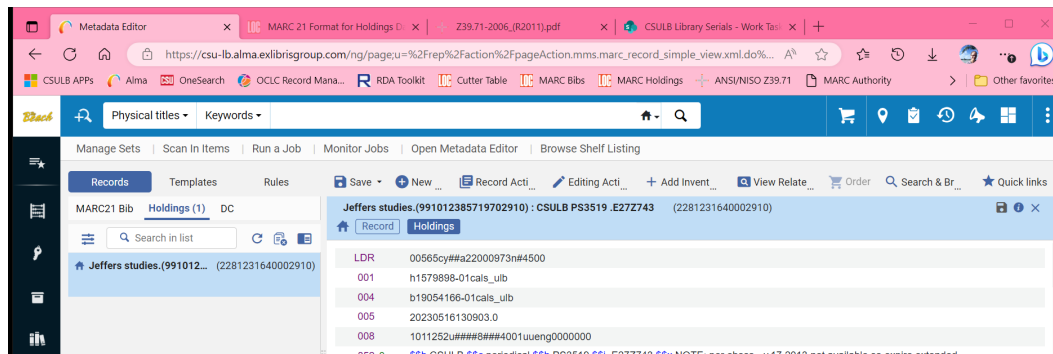 Metadata Editor MARC 21 Format for Holdings D Z39.71-2006_(R2011).pdf CSULB Library Serials - Work Task
https://csu-lb.alma.exlibrisgroup.com/ng/page;u=%2Frep%2Faction%2FpageAction.mms.marc_record_simple_view.xml.do%...
CSULB APPs Alma OneSearch OCLC Record Mana... RDA Toolkit Cutter Table MARC Bibs MARC Holdings ANSI/NISO Z39.71 MARC Authority Other favorites
Beach Physical titles Keywords
Manage Sets | Scan In Items | Run a Job | Monitor Jobs | Open Metadata Editor | Browse Shelf Listing
Records Templates Rules Save New ... Record Acti... Editing Acti... Add Invent... View Relate... Order Search & Br... Quick links
MARC21 Bib Holdings (1) DC Jeffers studies.(991012385719702910) : CSULB PS3519 .E27Z743 (2281231640002910)
Search in list Record Holdings
Jeffers studies.(991012... (2281231640002910)
LDR 00565cy##a22000973n#4500
001 h1579898-01cals_ulb
004 b19054166-01cals_ulb
005 20230516130903.0
008 1011252u####8###4001uueng0000000